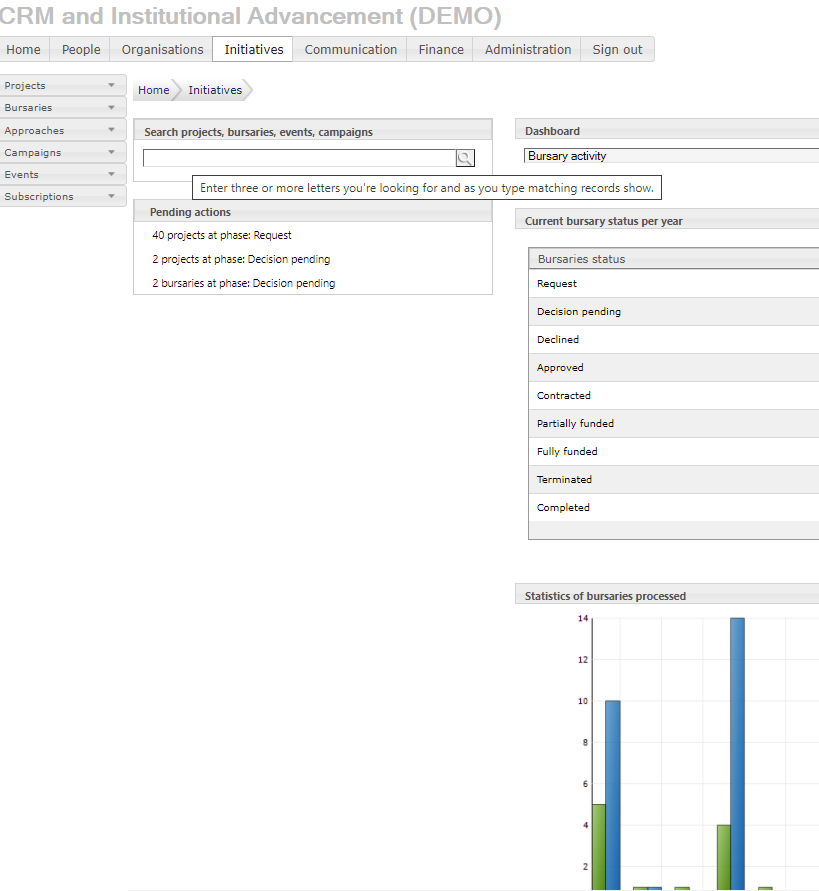 CRM and Institutional Advancement (DEMO)
Home People Organisations Initiatives Communication Finance Administration Sign out
Projects
Bursaries
Approaches
Campaigns
Events
Subscriptions
Home Initiatives
Search projects, bursaries, events, campaigns
Enter three or more letters you're looking for and as you type matching records show.
Pending actions
40 projects at phase: Request
2 projects at phase: Decision pending
2 bursaries at phase: Decision pending
Dashboard
Bursary activity
Current bursary status per year
Bursaries status
Request
Decision pending
Declined
Approved
Contracted
Partially funded
Fully funded
Terminated
Completed
Statistics of bursaries processed
14
12
10
8
6
4
2